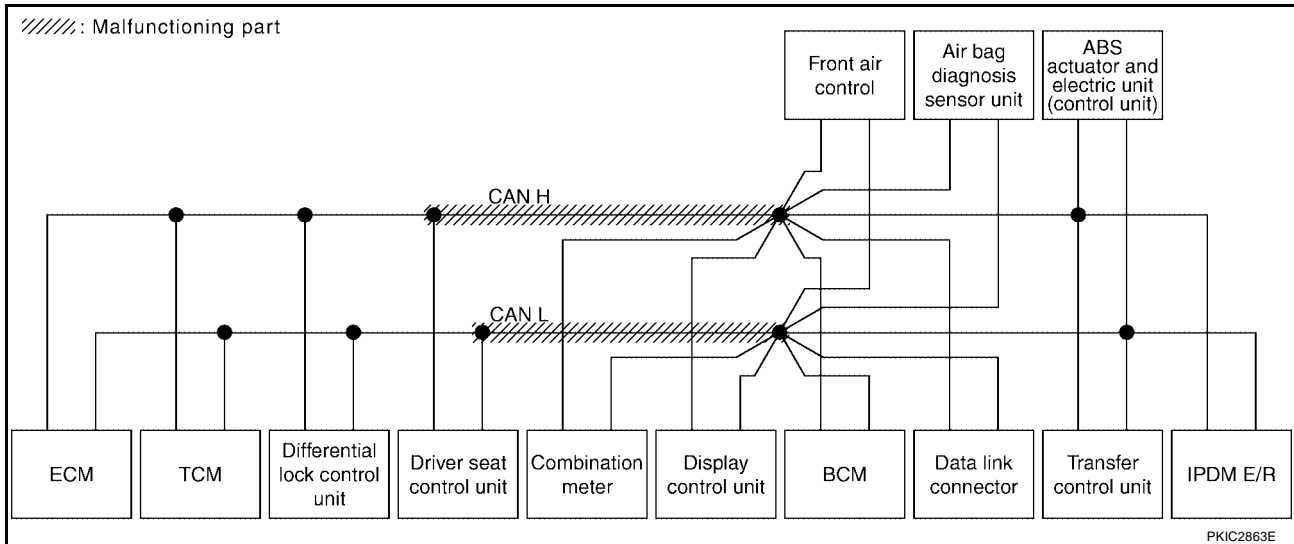 : Malfunctioning part
Front air
control
Air bag
diagnosis
sensor unit
ABS
actuator and
electric unit
(control unit)
CAN H
CAN L
ECM
TCM
Differential
lock control
unit
Driver seat
control unit
Combination
meter
Display
control unit
BCM
Data link
connector
Transfer
control unit
IPDM E/R
PKIC2863E